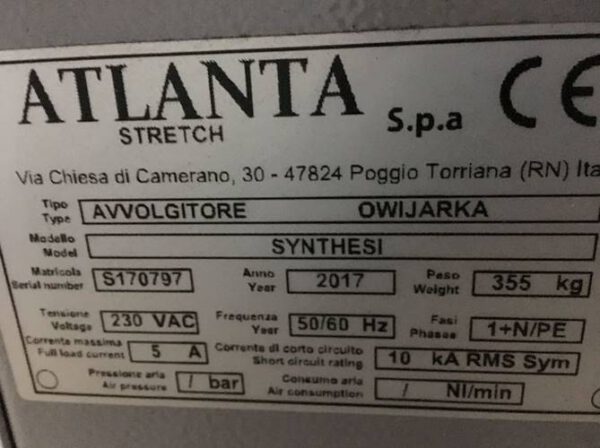 ATLANTA S.p.a CE
STRETCH
Via Chiesa di Camerano, 30 - 47824 Poggio Torriana (RN) Ita
Tipo AVVOLGITORE OWIJARKA
Type
Modello SYNTHESI
Model
Matricola S170797 Anno 2017 Peso 355 kg
Serial number Year Weight
Tensione 230 VAC Frequenza 50/60 Hz Fasi 1+N/PE
Voltage Year Phases
Corrente massima 5 A Corrente di corto circuito 10 kA RMS Sym
Full load current Short circuit rating
Pressione aria / bar Consumo aria / Nl/min
Air pressure Air consumption